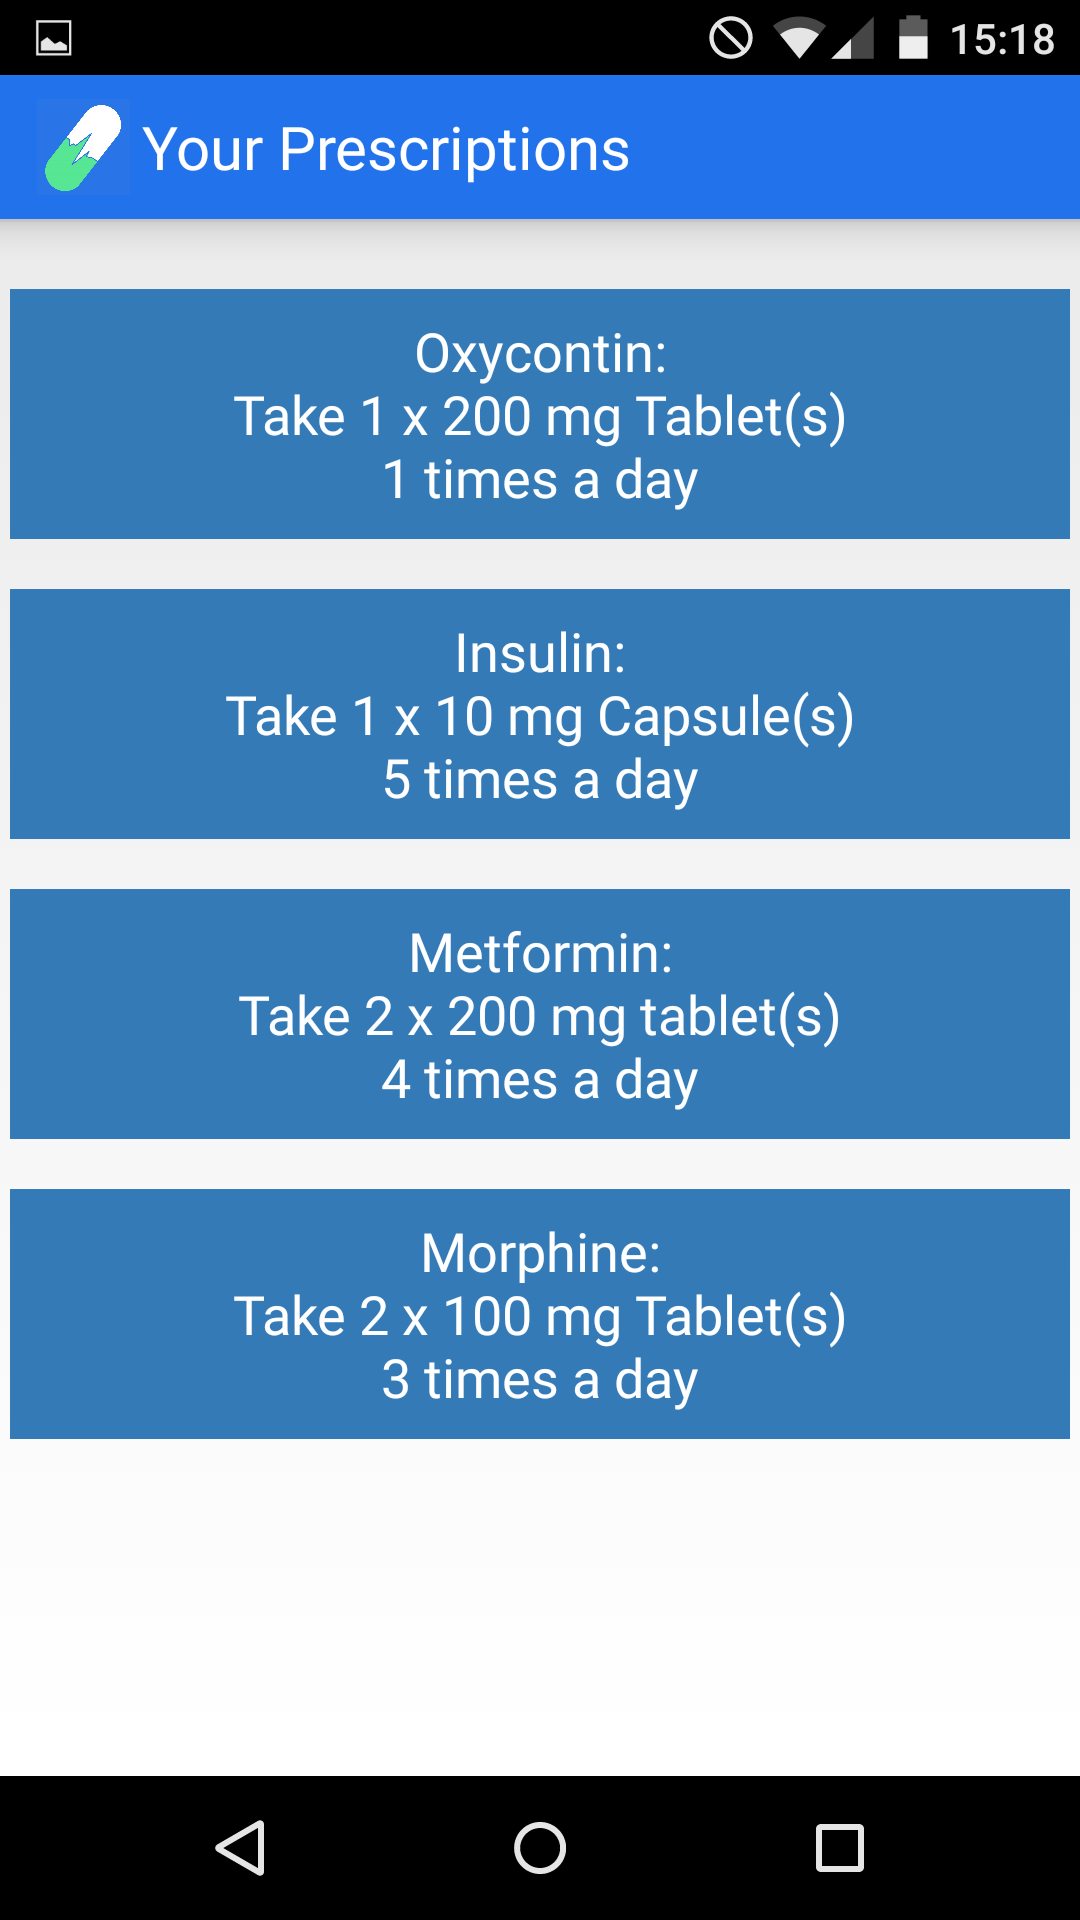 15:18
Your Prescriptions
Oxycontin:
Take 1 x 200 mg Tablet(s)
1 times a day
Insulin:
Take 1 x 10 mg Capsule(s)
5 times a day
Metformin:
Take 2 x 200 mg tablet(s)
4 times a day
Morphine:
Take 2 x 100 mg Tablet(s)
3 times a day